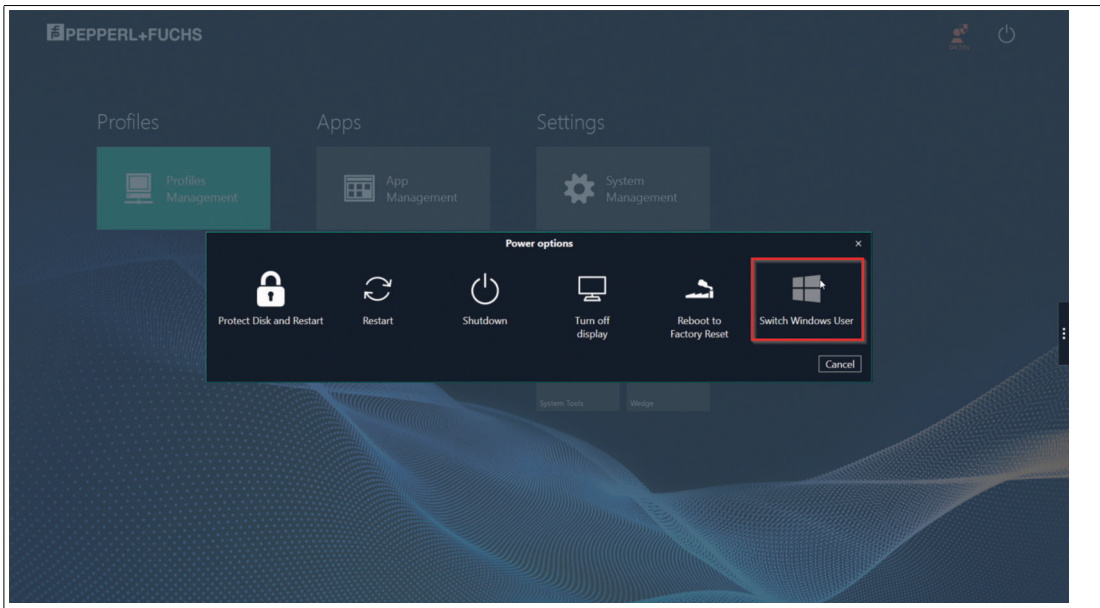 PEPPERL+FUCHS
Profiles
Apps
Settings
Profiles
Management
App
Management
System
Management
Power options
Protect Disk and Restart
Restart
Shutdown
Turn off
display
Reboot to
Factory Reset
Switch Windows User
Cancel
System Tools
Wedge